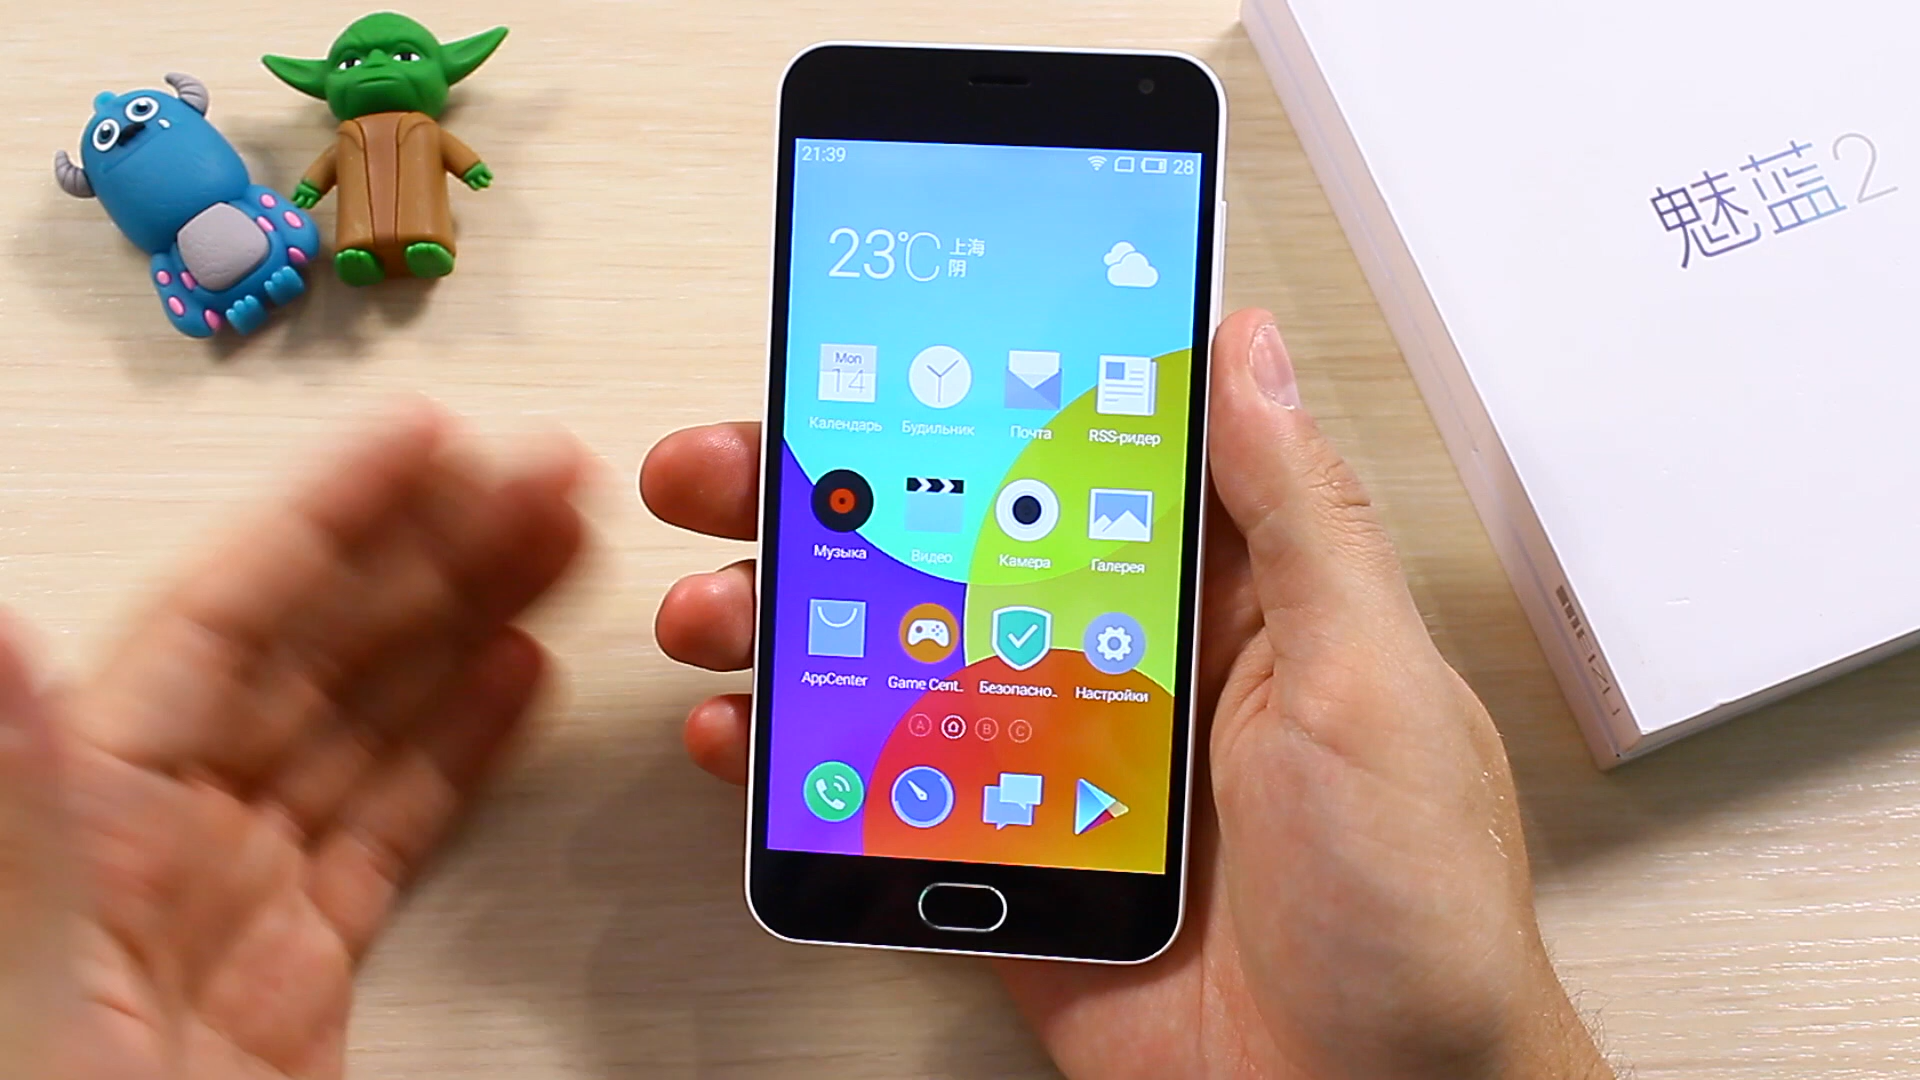 21:39
28
23℃
上海
阴
Mon
14
Календарь
Будильник
Почта
RSS-ридер
Музыка
Видео
Камера
Галерея
AppCenter
Game Cent..
Безопасно..
Настройки
A
B
C
魅蓝2
MEIZU